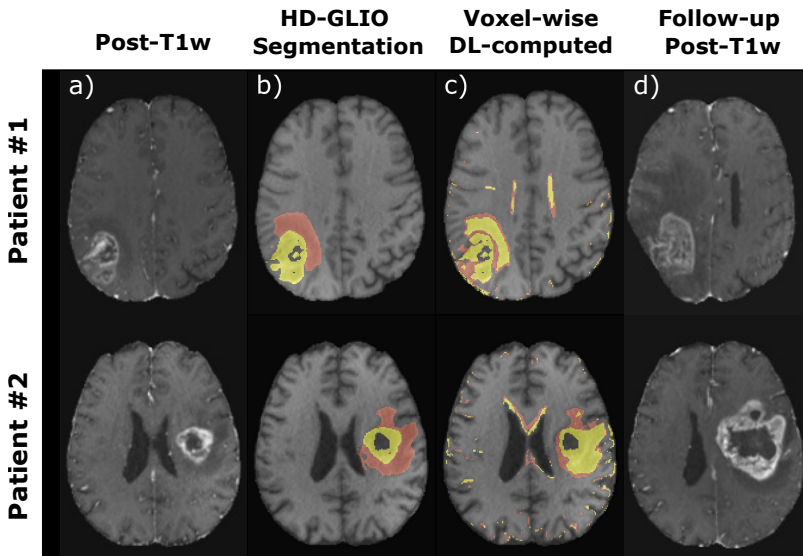 Post-T1w
HD-GLIO
Segmentation
Voxel-wise
DL-computed
Follow-up
Post-T1w
Patient #1
a)
b)
c)
d)
Patient #2